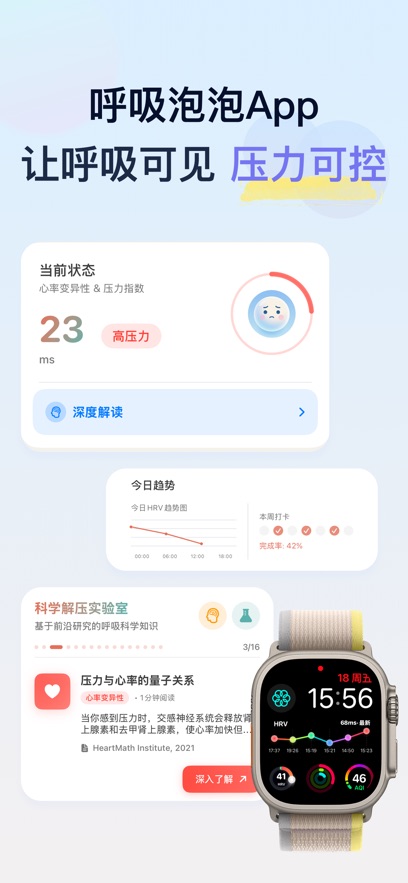 呼吸泡泡App
让呼吸可见 压力可控
当前状态
心率变异性 & 压力指数
23
高压力
ms
深度解读
今日趋势
今日HRV趋势图
00:00 06:00 12:00 18:00
本周打卡
完成率: 42%
科学解压实验室
基于前沿研究的呼吸科学知识
3/16
压力与心率的量子关系
心率变异性 • 1分钟阅读
当你感到压力时，交感神经系统会释放肾
上腺素和去甲肾上腺素，使心率加快但...
HeartMath Institute, 2021
深入了解
18 周五
15:56
HRV 68ms·最新
17:37 19:26 15:19 15:21 14:50 15:23
41
46
AQI